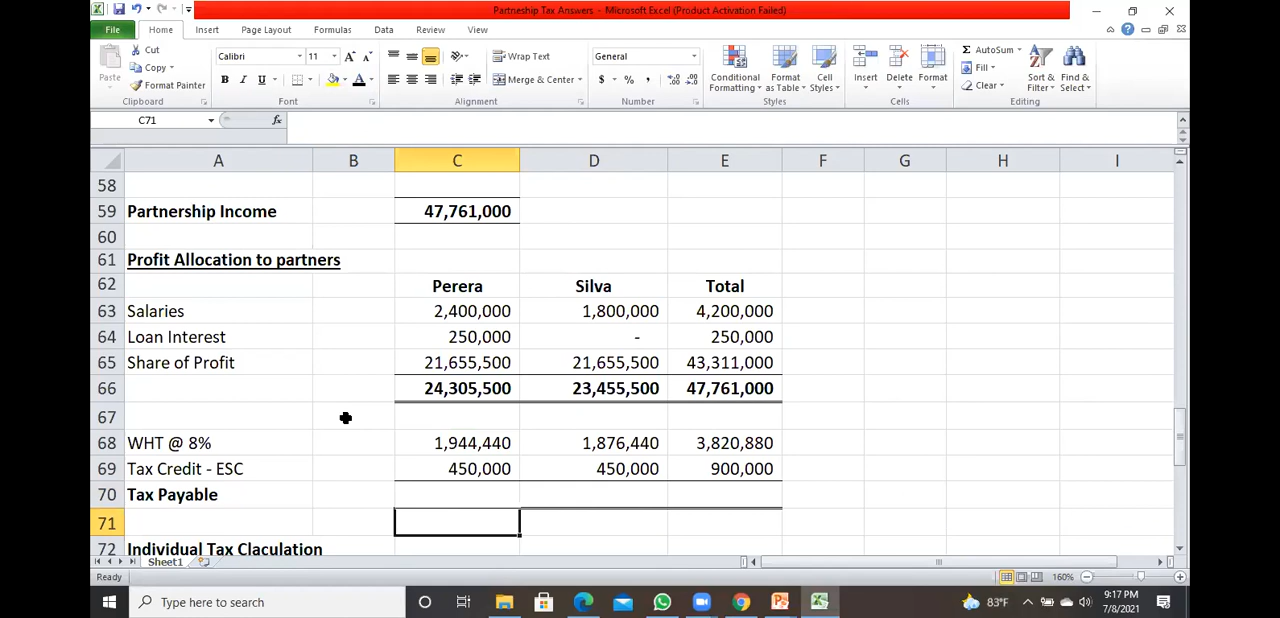 Partneship Tax Answers - Microsoft Excel (Product Activation Failed)
File Home Insert Page Layout Formulas Data Review View
Paste
Cut
Copy
Format Painter
Calibri 11
B I U
A A
Wrap Text
Merge & Center
General
$ % ,
Conditional Formatting
Format as Table
Cell Styles
Insert Delete Format
Σ AutoSum
Fill
Clear
Sort & Filter
Find & Select
Clipboard Font Alignment Number Styles Cells Editing
C71 fx
A B C D E F G H I
58
59 Partnership Income 47,761,000
60
61 Profit Allocation to partners
62 Perera Silva Total
63 Salaries 2,400,000 1,800,000 4,200,000
64 Loan Interest 250,000 - 250,000
65 Share of Profit 21,655,500 21,655,500 43,311,000
66 24,305,500 23,455,500 47,761,000
67
68 WHT @ 8% 1,944,440 1,876,440 3,820,880
69 Tax Credit - ESC 450,000 450,000 900,000
70 Tax Payable
71
72 Individual Tax Claculation
Sheet1
Ready 160%
Type here to search
83°F 9:17 PM
7/8/2021